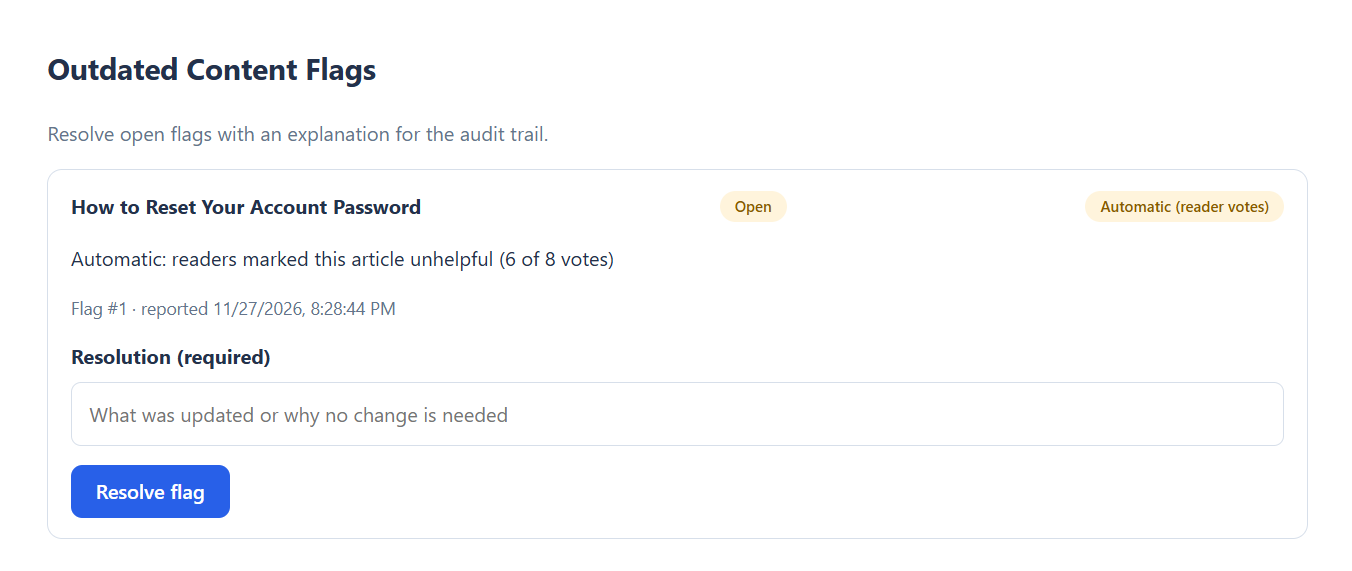 Outdated Content Flags
Resolve open flags with an explanation for the audit trail.
How to Reset Your Account Password
Open
Automatic (reader votes)
Automatic: readers marked this article unhelpful (6 of 8 votes)
Flag #1 · reported 11/27/2026, 8:28:44 PM
Resolution (required)
What was updated or why no change is needed
Resolve flag